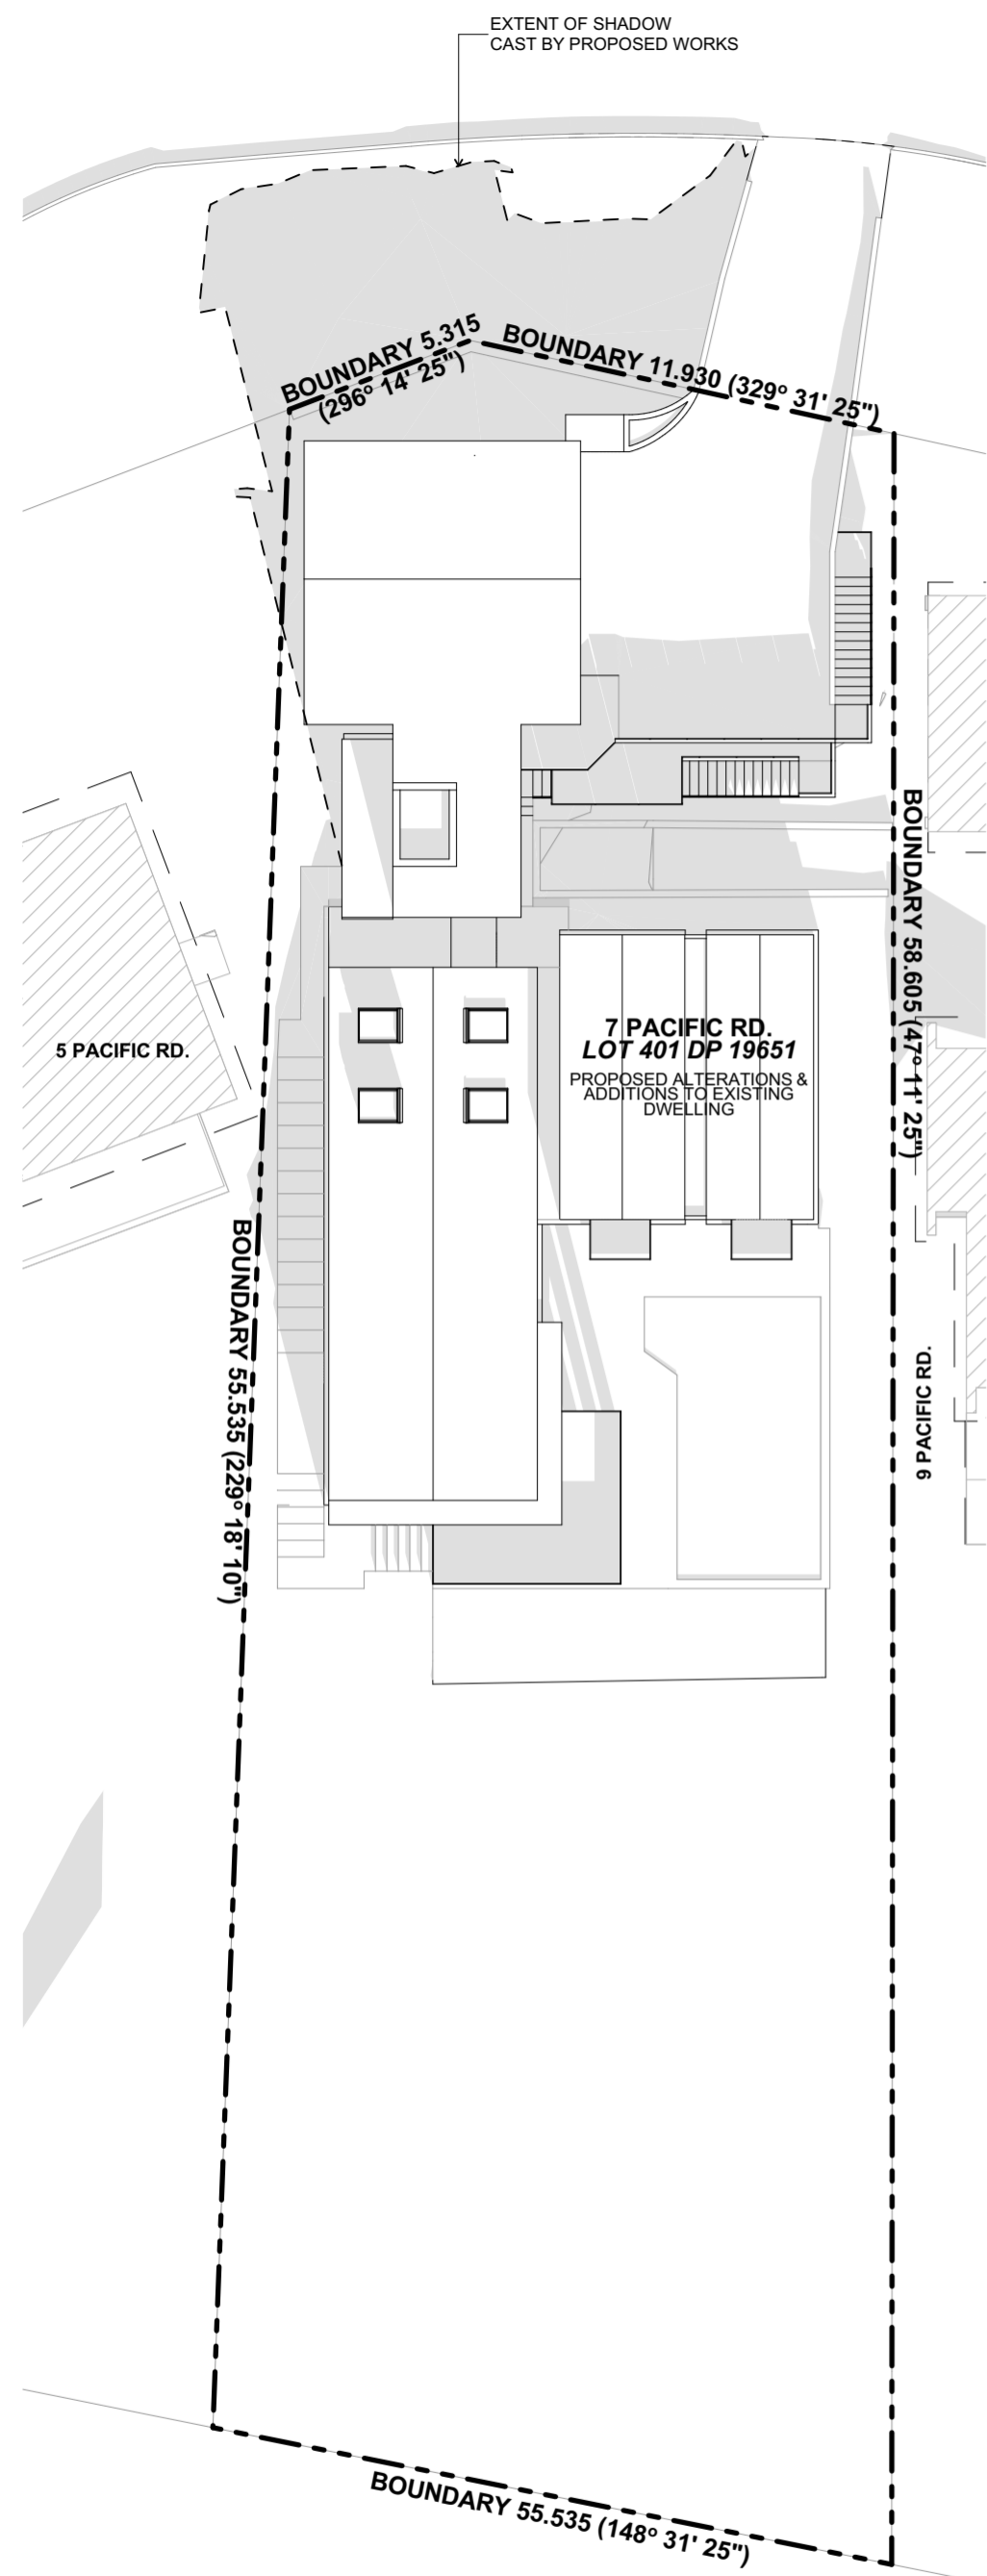 EXTENT OF SHADOW
CAST BY PROPOSED WORKS
BOUNDARY 5.315
(296° 14' 25")
BOUNDARY 11.930 (329° 31' 25")
BOUNDARY 58.605 (47° 11' 25")
5 PACIFIC RD.
7 PACIFIC RD.
LOT 401 DP 19651
PROPOSED ALTERATIONS &
ADDITIONS TO EXISTING
DWELLING
BOUNDARY 55.535 (229° 18' 10")
9 PACIFIC RD.
BOUNDARY 55.535 (148° 31' 25")